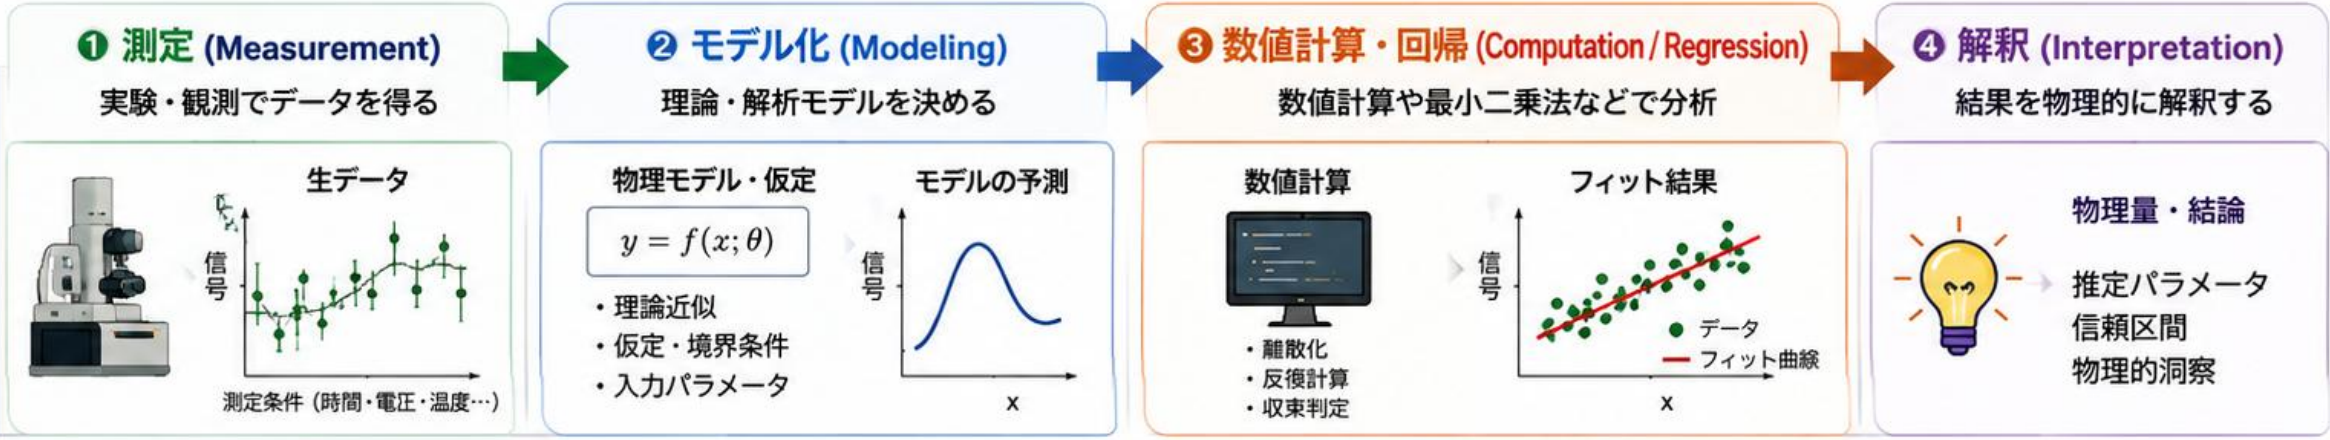 ❶ 測定 (Measurement)
実験・観測でデータを得る
生データ
信号
測定条件 (時間・電圧・温度…)
❷ モデル化 (Modeling)
理論・解析モデルを決める
物理モデル・仮定
y = f(x; θ)
・理論近似
・仮定・境界条件
・入力パラメータ
モデルの予測
信号
x
❸ 数値計算・回帰 (Computation / Regression)
数値計算や最小二乗法などで分析
数値計算
・離散化
・反復計算
・収束判定
フィット結果
信号
データ
フィット曲線
x
❹ 解釈 (Interpretation)
結果を物理的に解釈する
物理量・結論
推定パラメータ
信頼区間
物理的洞察